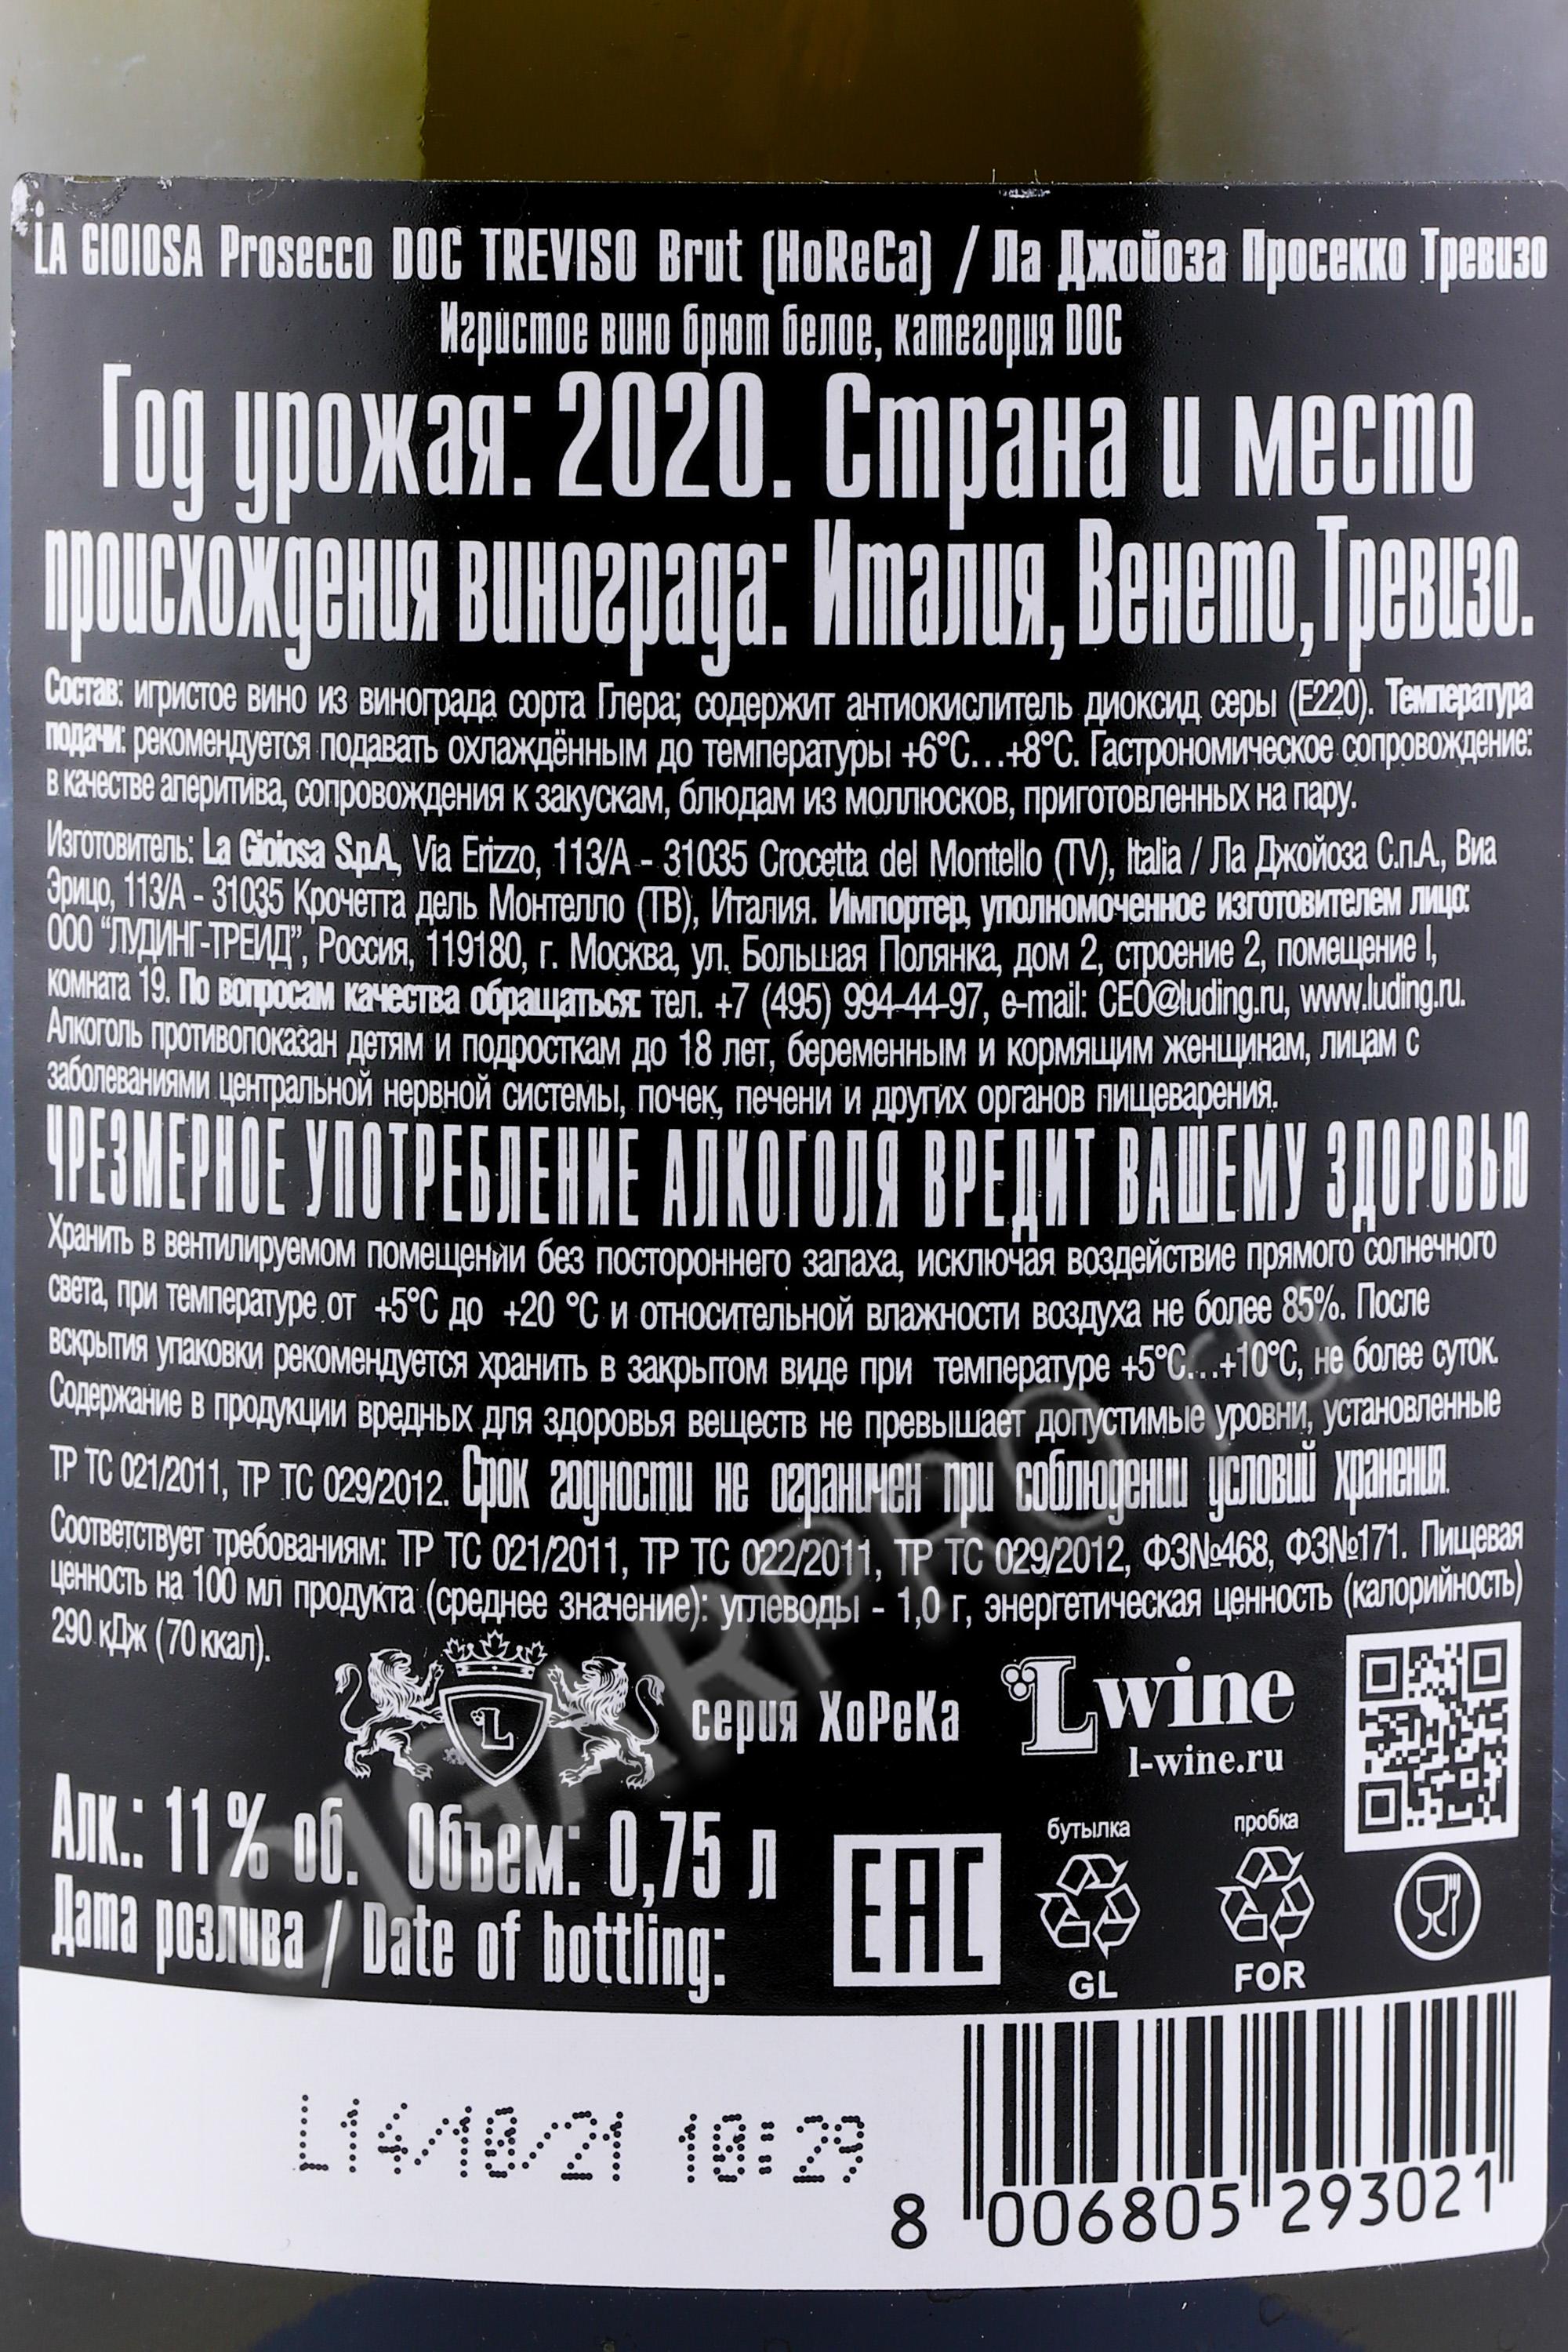 LA GIOIOSA Prosecco DOC TREVISO Brut (HoReCa) / Ла Джойоза Просекко Тревизо
Игристое вино брют белое, категория DOC
Год урожая: 2020. Страна и место
происхождения винограда: Италия, Венето, Тревизо.
Состав: игристое вино из винограда сорта Глера; содержит антиокислитель диоксид серы (E220). Температура
подачи: рекомендуется подавать охлаждённым до температуры +6°C...+8°C. Гастрономическое сопровождение:
в качестве аперитива, сопровождения к закускам, блюдам из моллюсков, приготовленных на пару.
Изготовитель: La Gioiosa S.p.A., Via Erizzo, 113/A - 31035 Crocetta del Montello (TV), Italia / Ла Джойоза С.п.А., Виа
Эрицо, 113/А - 31035 Крочетта дель Монтелло (ТВ), Италия. Импортер, уполномоченное изготовителем лицо:
ООО "ЛУДИНГ-ТРЕЙД", Россия, 119180, г. Москва, ул. Большая Полянка, дом 2, строение 2, помещение I,
комната 19. По вопросам качества обращаться: тел. +7 (495) 994-44-97, e-mail: CEO@luding.ru, www.luding.ru.
Алкоголь противопоказан детям и подросткам до 18 лет, беременным и кормящим женщинам, лицам с
заболеваниями центральной нервной системы, почек, печени и других органов пищеварения.
ЧРЕЗМЕРНОЕ УПОТРЕБЛЕНИЕ АЛКОГОЛЯ ВРЕДИТ ВАШЕМУ ЗДОРОВЬЮ
Хранить в вентилируемом помещении без постороннего запаха, исключая воздействие прямого солнечного
света, при температуре от +5°C до +20 °C и относительной влажности воздуха не более 85%. После
вскрытия упаковки рекомендуется хранить в закрытом виде при температуре +5°C...+10°C, не более суток.
Содержание в продукции вредных для здоровья веществ не превышает допустимые уровни, установленные
ТР ТС 021/2011, ТР ТС 029/2012. Срок годности не ограничен при соблюдении условий хранения.
Соответствует требованиям: ТР ТС 021/2011, ТР ТС 022/2011, ТР ТС 029/2012, ФЗ№468, ФЗ№171. Пищевая
ценность на 100 мл продукта (среднее значение): углеводы - 1,0 г, энергетическая ценность (калорийность)
290 кДж (70 ккал).
L
серия ХоРеКа
L wine
l-wine.ru
Алк.: 11 % об. Объем: 0,75 л
Дата розлива / Date of bottling:
EAC
бутылка
GL
пробка
FOR
L14/10/21 10:29
8 006805 293021
CIGARPRO.ru